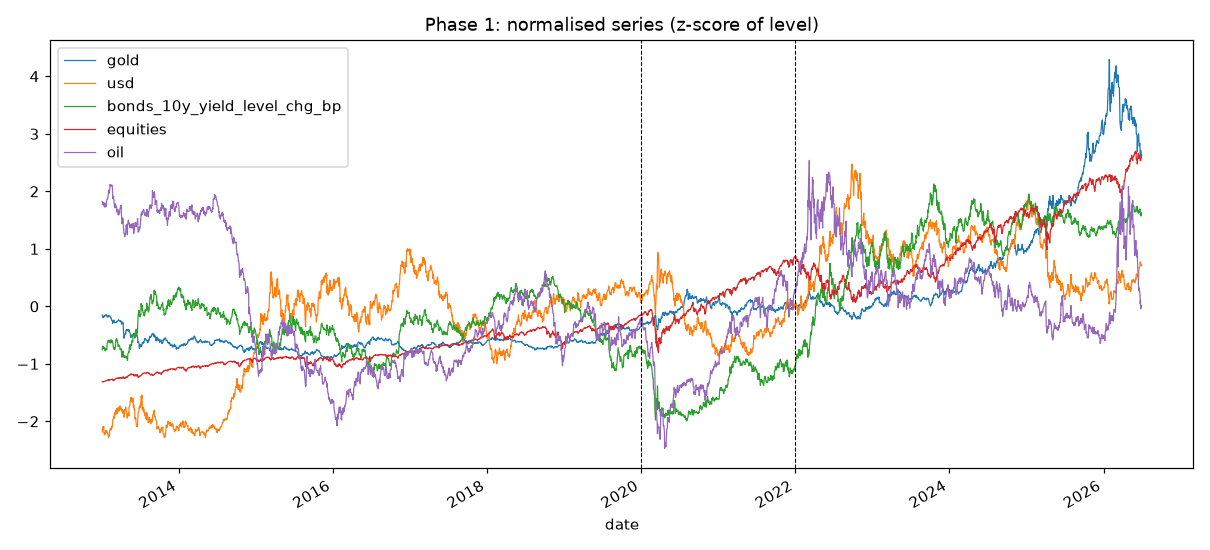 Phase 1: normalised series (z-score of level)
gold
usd
bonds_10y_yield_level_chg_bp
equities
oil
4
3
2
1
0
−1
−2
2014
2016
2018
2020
2022
2024
2026
date